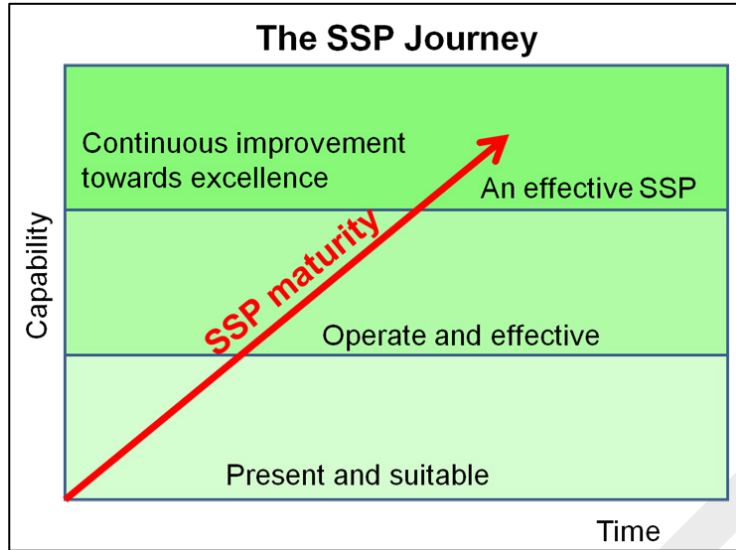 The SSP Journey
Continuous improvement
towards excellence
An effective SSP
Capability
SSP maturity
Operate and effective
Present and suitable
Time